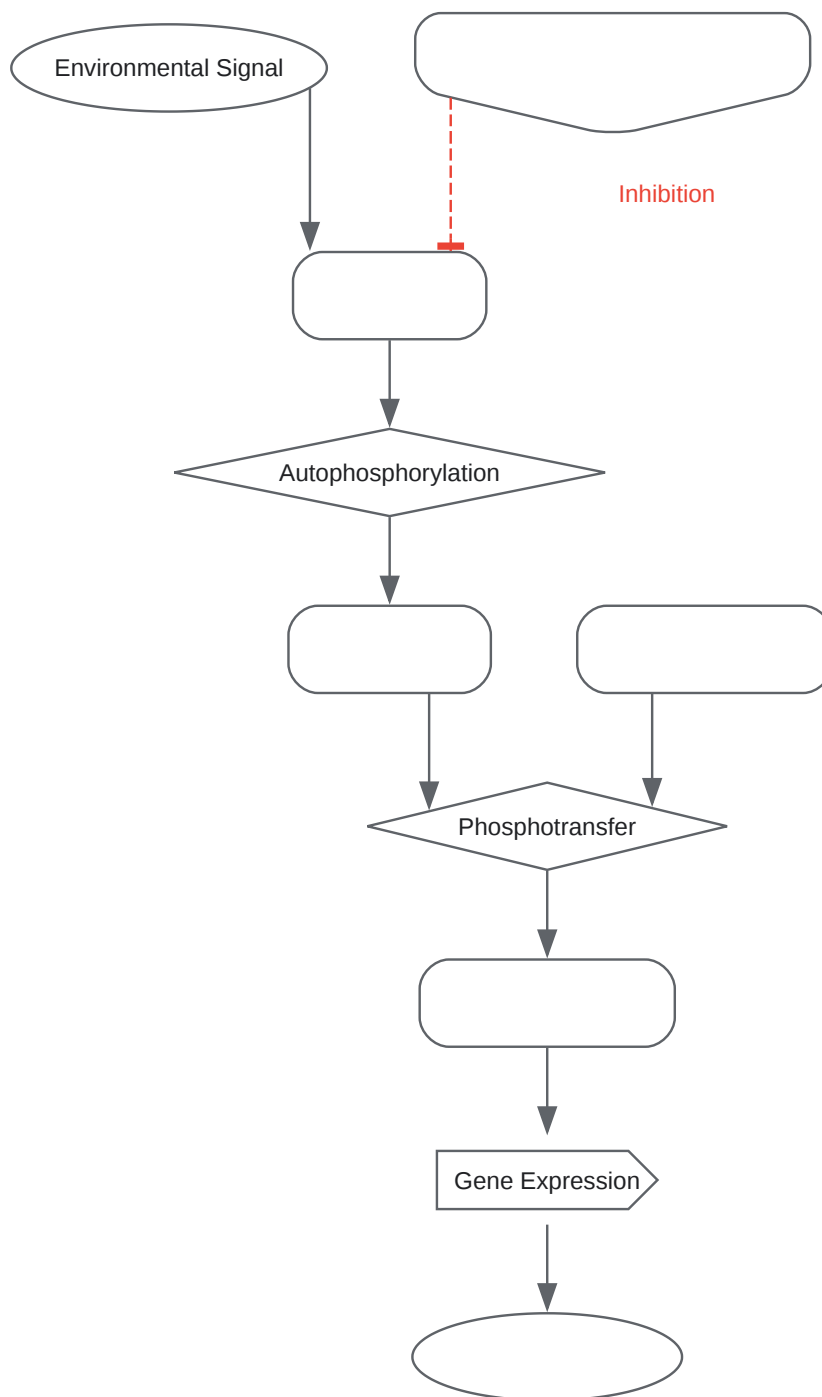 Environmental Signal
Inhibition
Autophosphorylation
Phosphotransfer
Gene Expression